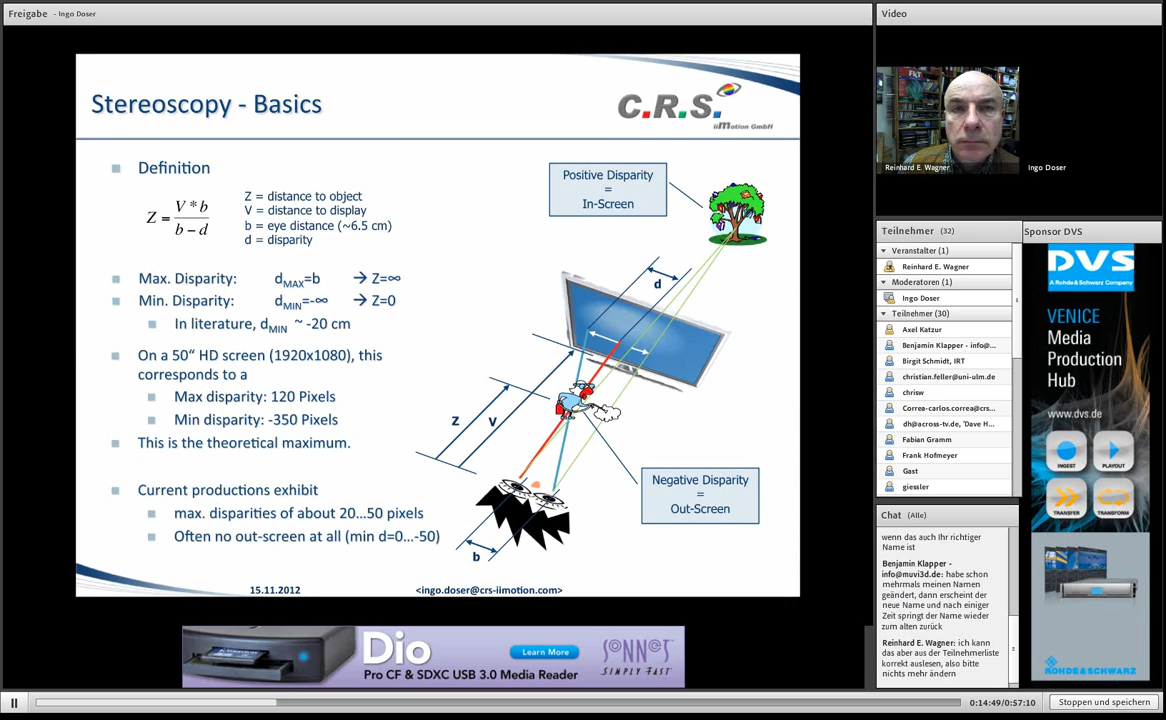 Freigabe - Ingo Doser
Stereoscopy - Basics
C.R.S.
iiMotion GmbH
Definition
Z = V * b / b - d
Z = distance to object
V = distance to display
b = eye distance (~6.5 cm)
d = disparity
Max. Disparity: dMAX=b → Z=∞
Min. Disparity: dMIN=-∞ → Z=0
In literature, dMIN ~ -20 cm
On a 50“ HD screen (1920x1080), this
corresponds to a
Max disparity: 120 Pixels
Min disparity: -350 Pixels
This is the theoretical maximum.
Current productions exhibit
max. disparities of about 20...50 pixels
Often no out-screen at all (min d=0...-50)
Positive Disparity
=
In-Screen
d
Z
V
b
Negative Disparity
=
Out-Screen
15.11.2012
<ingo.doser@crs-iimotion.com>
Dio
Pro CF & SDXC USB 3.0 Media Reader
Learn More
SONNET
SIMPLY FAST
Video
FKT
Reinhard E. Wagner
Ingo Doser
Teilnehmer (32)
Veranstalter (1)
Reinhard E. Wagner
Moderatoren (1)
Ingo Doser
Teilnehmer (30)
Axel Katzur
Benjamin Klapper - info@...
Birgit Schmidt, IRT
christian.feller@uni-ulm.de
chrisw
Correa-carlos.correa@crs...
dh@across-tv.de, 'Dave H...
Fabian Gramm
Frank Hofmeyer
Gast
giessler
Chat (Alle)
wenn das auch Ihr richtiger
Name ist
Benjamin Klapper -
info@muvi3d.de: habe schon
mehrmals meinen Namen
geändert, dann erscheint der
neue Name und nach einiger
Zeit springt der Name wieder
zum alten zurück
Reinhard E. Wagner: ich kann
das aber aus der Teilnehmerliste
korrekt auslesen, also bitte
nichts mehr ändern
Sponsor DVS
DVS
A Rohde&Schwarz Company
VENICE
Media
Production
Hub
www.dvs.de
INGEST
PLAYOUT
TRANSFER
TRANSFORM
ROHDE&SCHWARZ
0:14:49/0:57:10
Stoppen und speichern